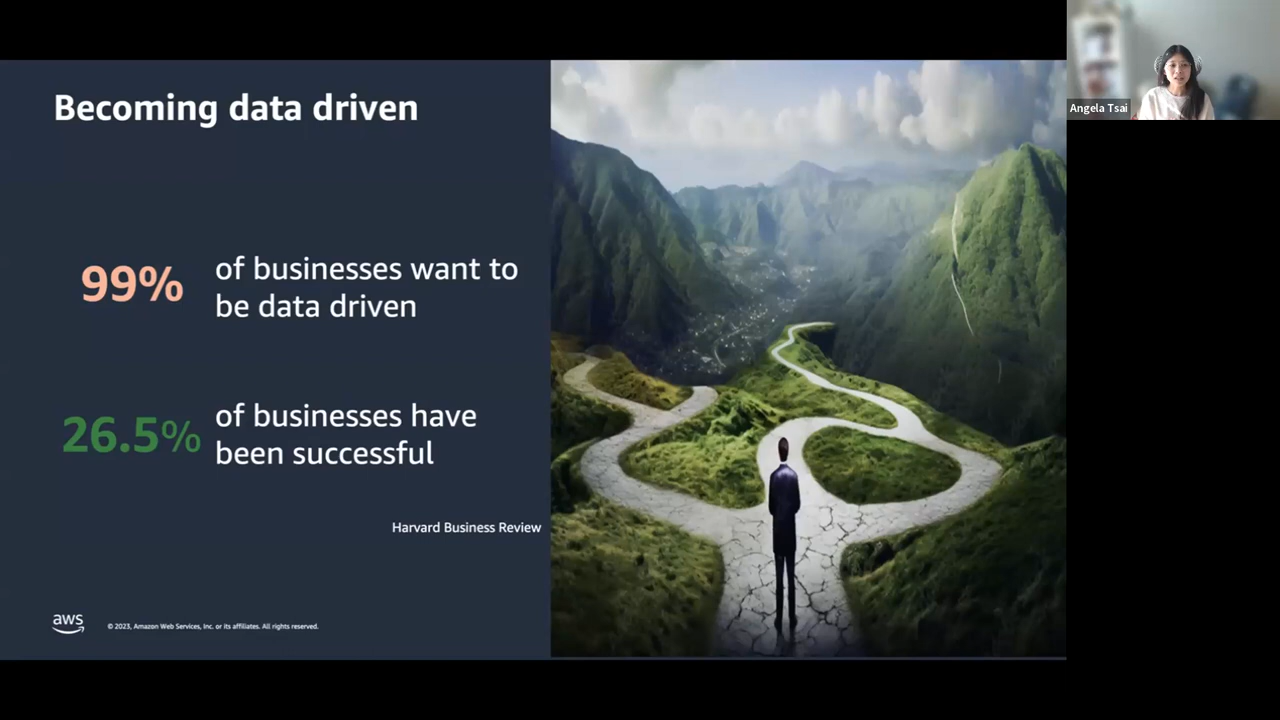 Becoming data driven
99%
of businesses want to
be data driven
26.5%
of businesses have
been successful
Harvard Business Review
aws
© 2023, Amazon Web Services, Inc. or its affiliates. All rights reserved.
Angela Tsai